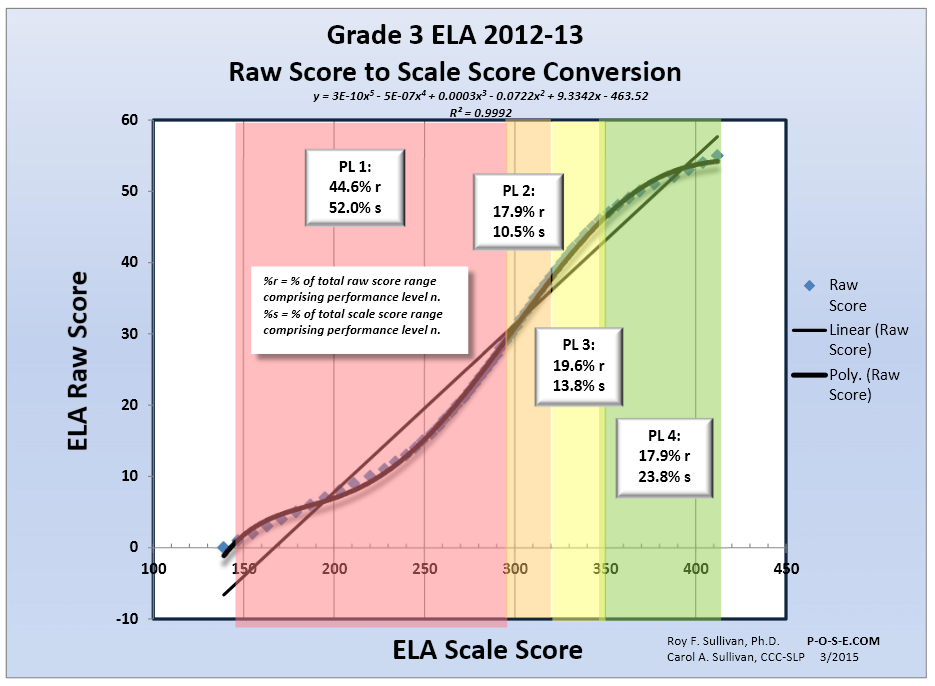 Grade 3 ELA 2012-13
Raw Score to Scale Score Conversion
y = 3E-10x⁵ - 5E-07x⁴ + 0.0003x³ - 0.0722x² + 9.3342x - 463.52
R² = 0.9992
60
50
40
30
20
10
0
-10
100
150
200
250
300
350
400
450
ELA Raw Score
ELA Scale Score
PL 1:
44.6% r
52.0% s
PL 2:
17.9% r
10.5% s
%r = % of total raw score range
comprising performance level n.
%s = % of total scale score range
comprising performance level n.
PL 3:
19.6% r
13.8% s
PL 4:
17.9% r
23.8% s
Raw
Score
Linear (Raw
Score)
Poly. (Raw
Score)
Roy F. Sullivan, Ph.D. P-O-S-E.COM
Carol A. Sullivan, CCC-SLP 3/2015